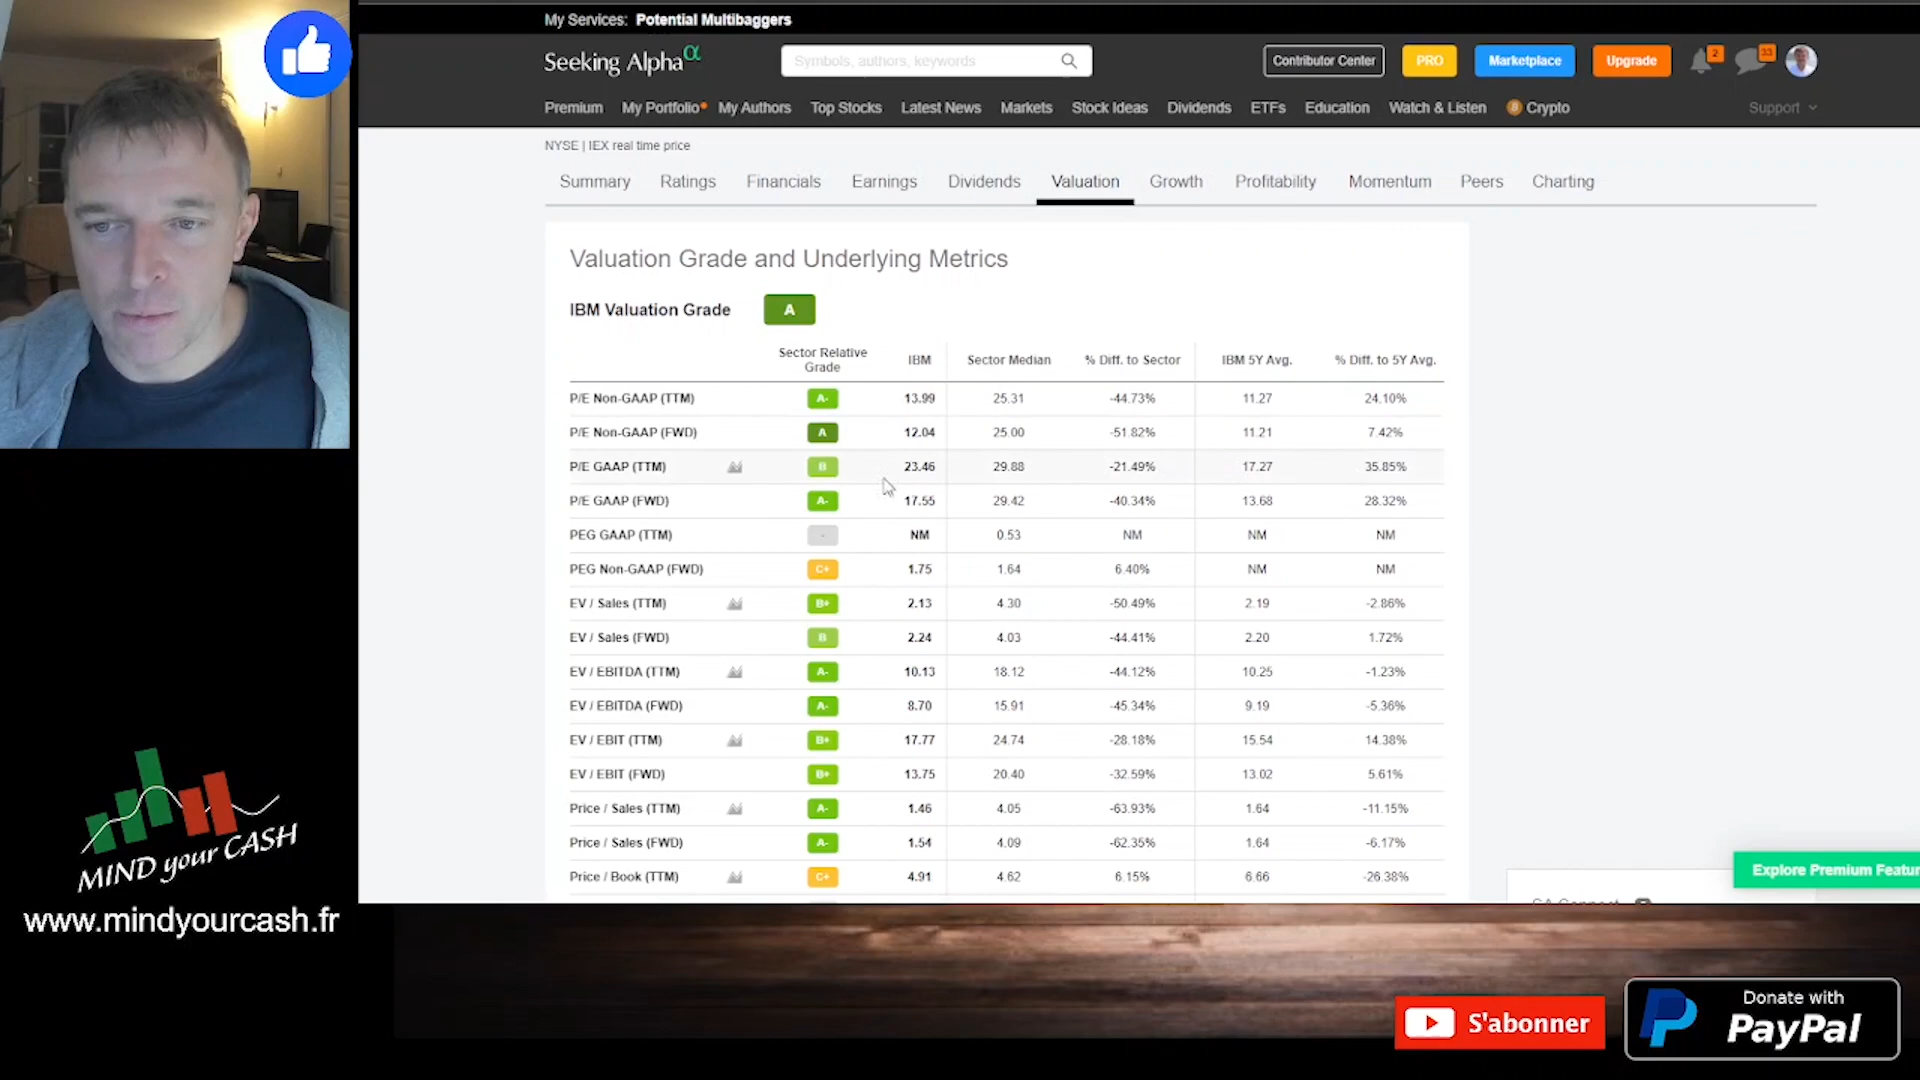 My Services: Potential Multibaggers
Seeking Alpha α
Symbols, authors, keywords
Contributor Center
PRO
Marketplace
Upgrade
2
33
Premium My Portfolio My Authors Top Stocks Latest News Markets Stock Ideas Dividends ETFs Education Watch & Listen Crypto Support
NYSE | IEX real time price
Summary Ratings Financials Earnings Dividends Valuation Growth Profitability Momentum Peers Charting
Valuation Grade and Underlying Metrics
IBM Valuation Grade A
Sector Relative Grade IBM Sector Median % Diff. to Sector IBM 5Y Avg. % Diff. to 5Y Avg.
P/E Non-GAAP (TTM) A- 13.99 25.31 -44.73% 11.27 24.10%
P/E Non-GAAP (FWD) A 12.04 25.00 -51.82% 11.21 7.42%
P/E GAAP (TTM) B 23.46 29.88 -21.49% 17.27 35.85%
P/E GAAP (FWD) A- 17.55 29.42 -40.34% 13.68 28.32%
PEG GAAP (TTM) - NM 0.53 NM NM NM
PEG Non-GAAP (FWD) C+ 1.75 1.64 6.40% NM NM
EV / Sales (TTM) B+ 2.13 4.30 -50.49% 2.19 -2.86%
EV / Sales (FWD) B 2.24 4.03 -44.41% 2.20 1.72%
EV / EBITDA (TTM) A- 10.13 18.12 -44.12% 10.25 -1.23%
EV / EBITDA (FWD) A- 8.70 15.91 -45.34% 9.19 -5.36%
EV / EBIT (TTM) B+ 17.77 24.74 -28.18% 15.54 14.38%
EV / EBIT (FWD) B+ 13.75 20.40 -32.59% 13.02 5.61%
Price / Sales (TTM) A- 1.46 4.05 -63.93% 1.64 -11.15%
Price / Sales (FWD) A- 1.54 4.09 -62.35% 1.64 -6.17%
Price / Book (TTM) C+ 4.91 4.62 6.15% 6.66 -26.38%
Explore Premium Featur
MIND your CASH
www.mindyourcash.fr
S'abonner
Donate with
PayPal